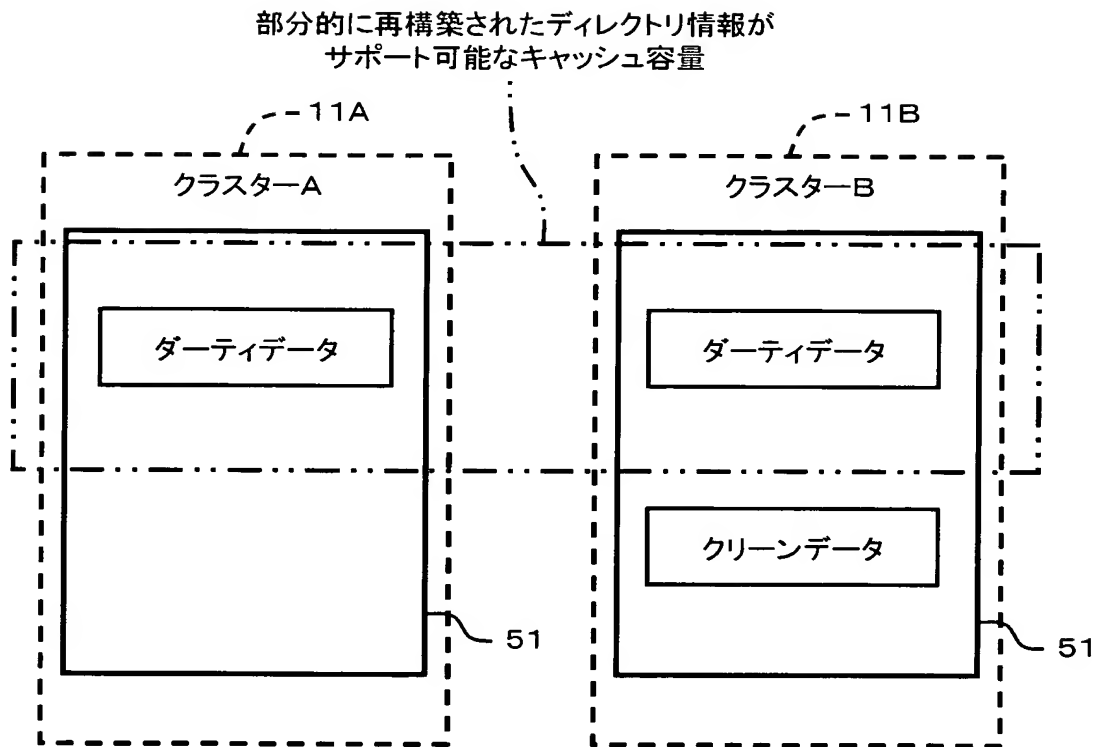 部分的に再構築されたディレクトリ情報が
サポート可能なキャッシュ容量
11A
11B
クラスターA
クラスターB
ダーティデータ
ダーティデータ
クリーンデータ
51
51